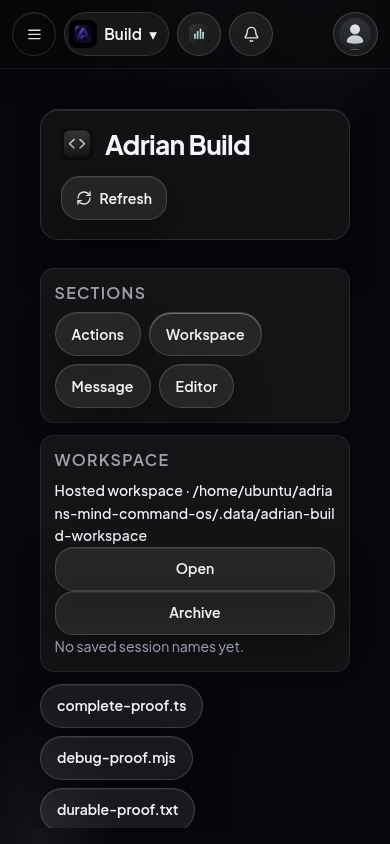 Build ▾
Adrian Build
Refresh
SECTIONS
Actions
Workspace
Message
Editor
WORKSPACE
Hosted workspace · /home/ubuntu/adria
ns-mind-command-os/.data/adrian-buil
d-workspace
Open
Archive
No saved session names yet.
complete-proof.ts
debug-proof.mjs
durable-proof.txt